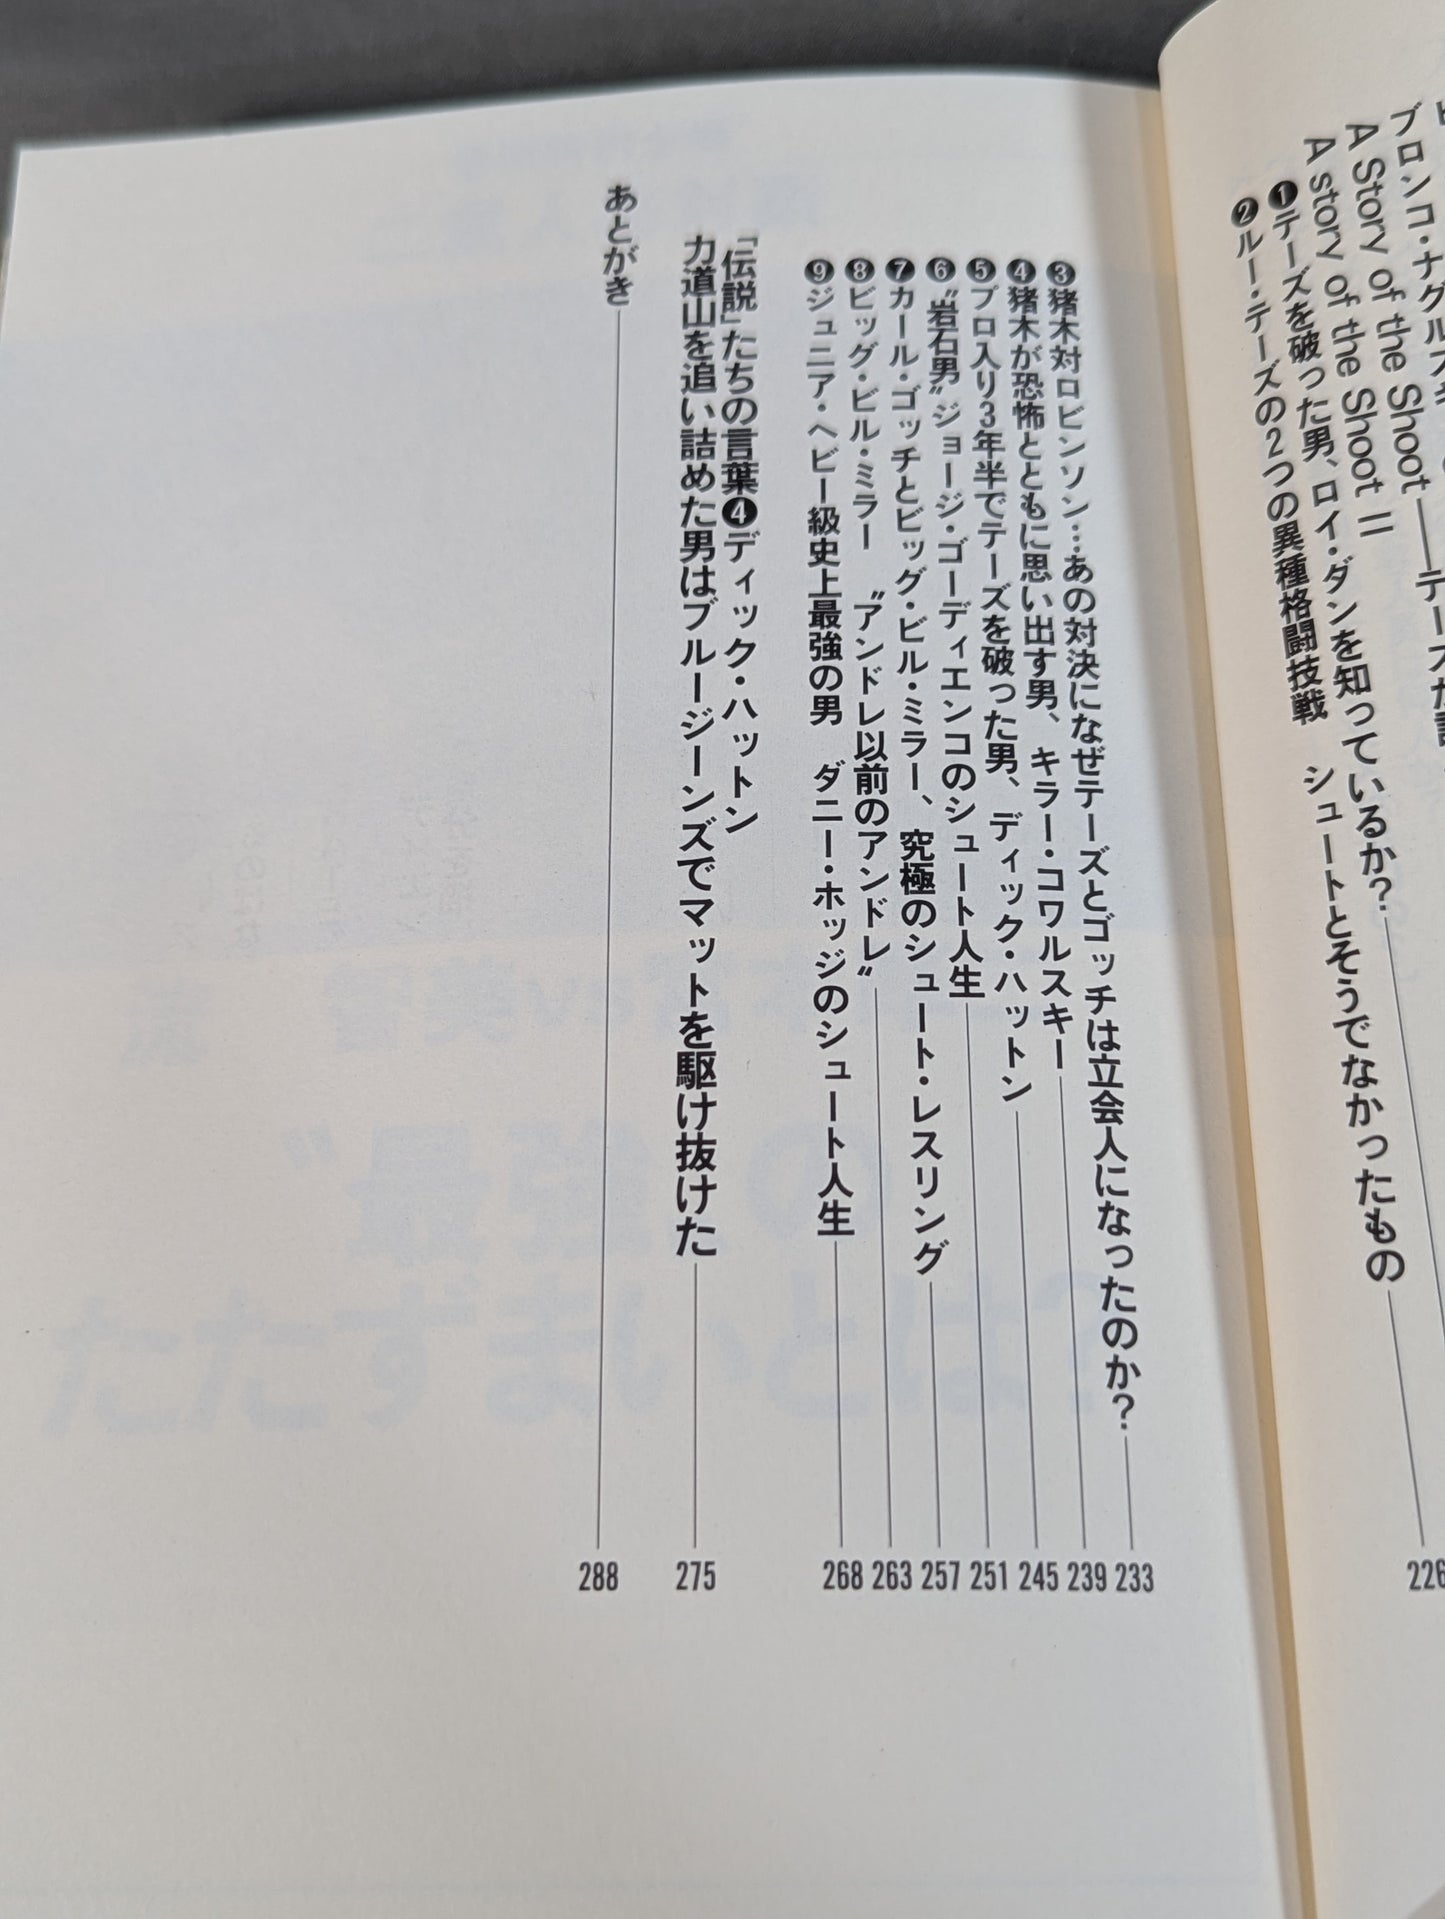 ブロンコ・ナグルスキ
A Story of the Shoot
A story of the Shoot II
❶テーズを破った男、ロイ・ダンを知っているか?
❷ルー・テーズの2つの異種格闘技戦 シュートとそうでなかったもの
226
❸猪木対ロビンソン…あの対決になぜテーズとゴッチは立会人になったのか? 233
❹猪木が恐怖とともに思い出す男、キラー・コワルスキー 239
❺プロ入り3年半でテーズを破った男、ディック・ハットン 245
❻〝岩石男〟ジョージ・ゴーディエンコのシュート人生 251
❼カール・ゴッチとビッグ・ビル・ミラー、究極のシュート・レスリング 257
❽ビッグ・ビル・ミラー 〝アンドレ以前のアンドレ〟 263
❾ジュニア・ヘビー級史上最強の男 ダニー・ホッジのシュート人生 268
「伝説」たちの言葉❹ディック・ハットン
力道山を追い詰めた男はブルージーンズでマットを駆け抜けた 275
あとがき 288